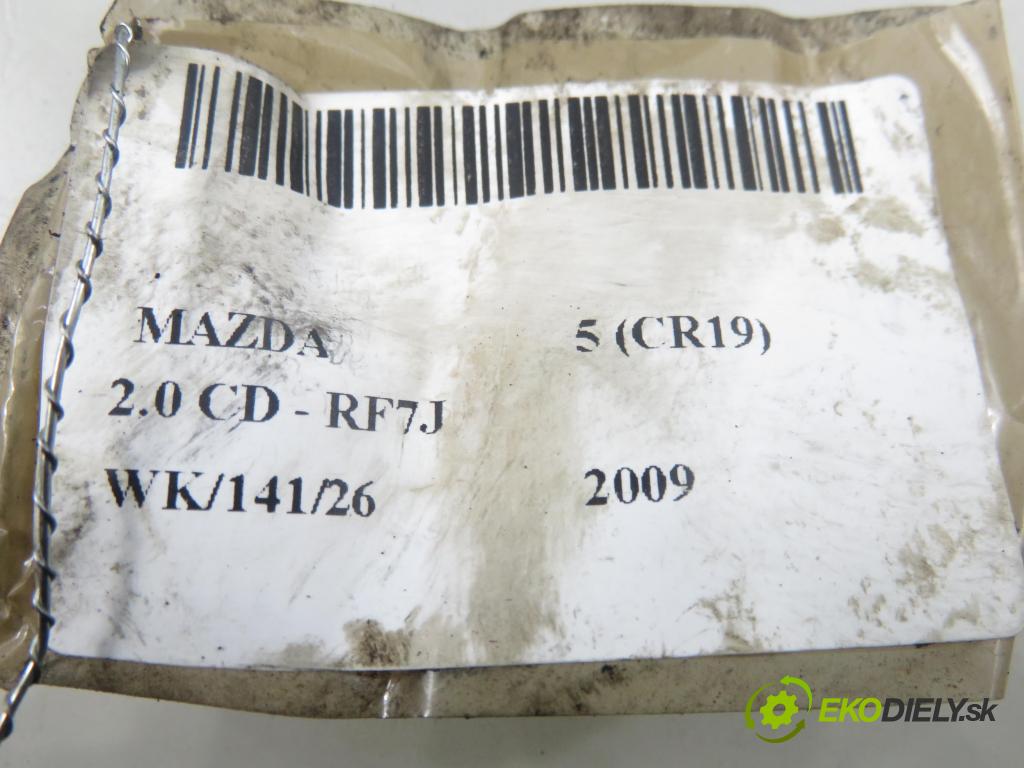 MAZDA 5 (CR19)
2.0 CD - RF7J
WK/141/26 2009
EKODIELY.sk